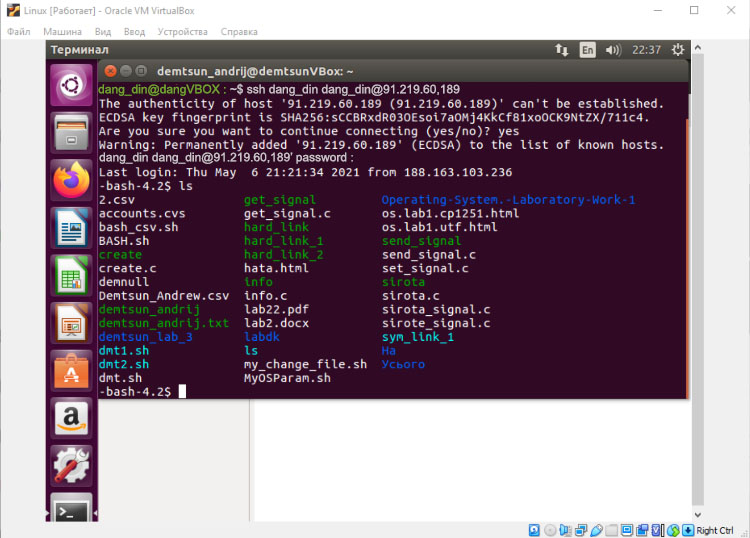 Linux [Работает] - Oracle VM VirtualBox
Файл Машина Вид Ввод Устройства Справка
Терминал En 22:37
demtsun_andrij@demtsunVBox: ~
dang_din@dangVBOX : ~$ ssh dang_din dang_din@91.219.60,189
The authenticity of host '91.219.60.189 (91.219.60.189)' can't be established.
ECDSA key fingerprint is SHA256:sCCBRxdR03OEsoi7aOMj4KkCf81xoOCK9NtZX/711c4.
Are you sure you want to continue connecting (yes/no)? yes
Warning: Permanently added '91.219.60.189' (ECDSA) to the list of known hosts.
dang_din dang_din@91.219.60,189' password :
Last login: Thu May  6 21:21:34 2021 from 188.163.103.236
-bash-4.2$ ls
2.csv get_signal Operating-System.-Laboratory-Work-1
accounts.cvs get_signal.c os.lab1.cp1251.html
bash_csv.sh hard_link os.lab1.utf.html
BASH.sh hard_link_1 send_signal
create hard_link_2 send_signal.c
create.c hata.html set_signal.c
demnull info sirota
Demtsun_Andrew.csv info.c sirota.c
demtsun_andrij lab22.pdf sirota_signal.c
demtsun_andrij.txt lab2.docx sirote_signal.c
demtsun_lab_3 labdk sym_link_1
dmt1.sh ls На
dmt2.sh my_change_file.sh Усього
dmt.sh MyOSParam.sh
-bash-4.2$
Right Ctrl